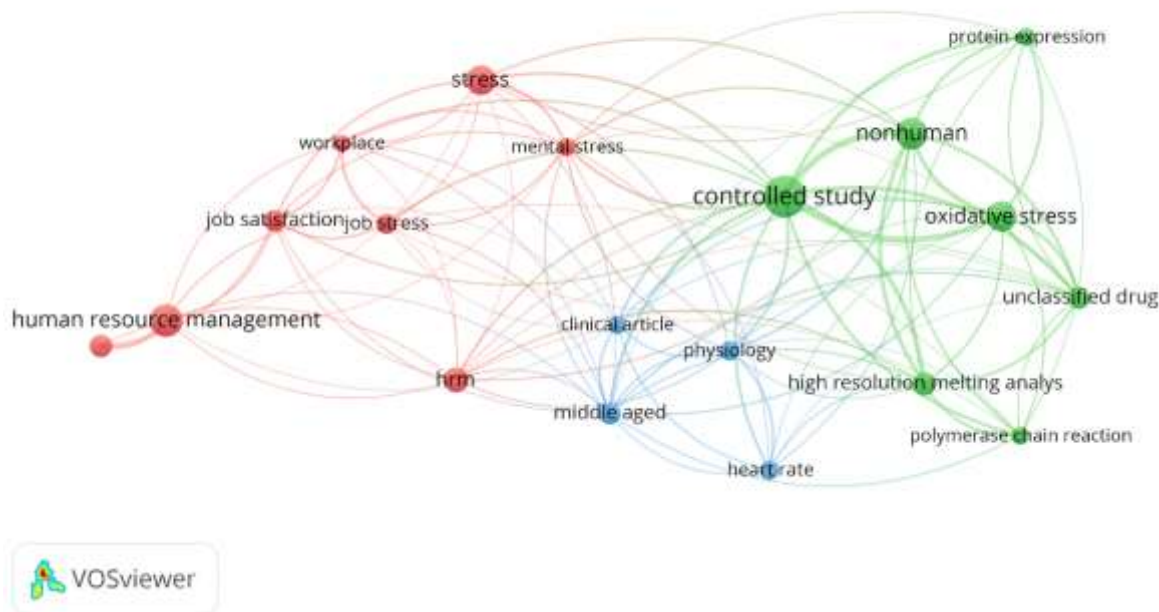 protein expression
stress
nonhuman
workplace
mental stress
controlled study
job satisfaction
job stress
oxidative stress
unclassified drug
human resource management
clinical article
physiology
hrm
high resolution melting analys
middle aged
polymerase chain reaction
heart rate
VOSviewer